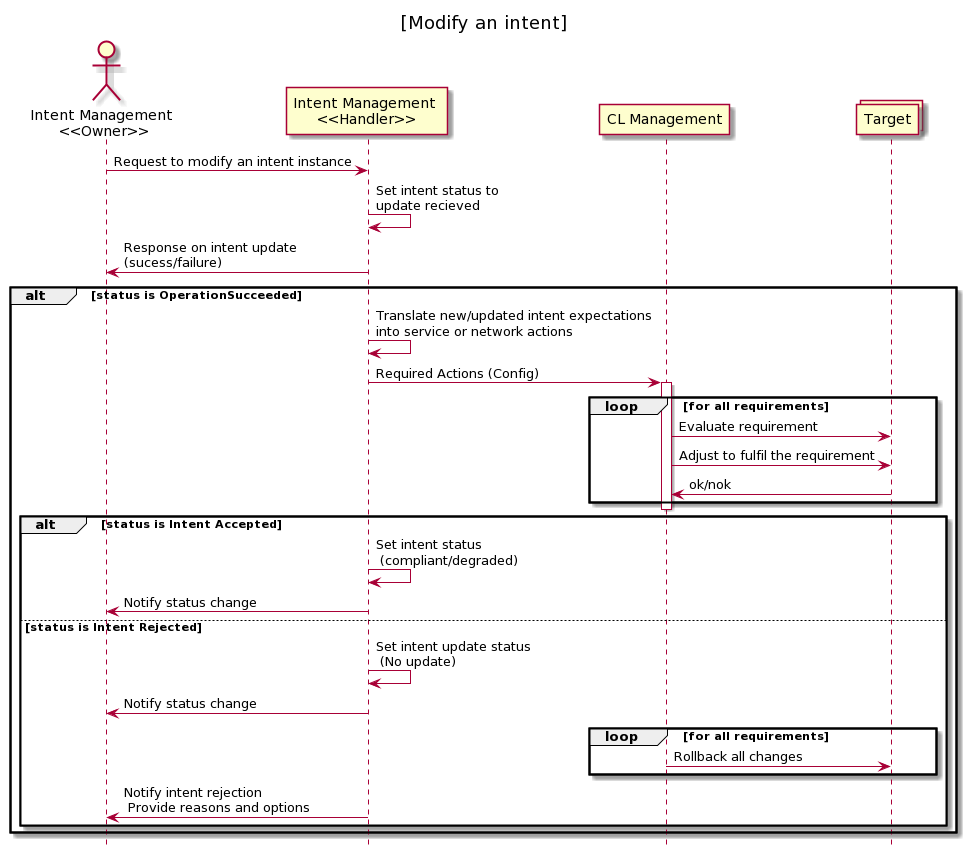 [Modify an intent]
Intent Management
<<Owner>>
Intent Management
<<Handler>>
CL Management
Target
Request to modify an intent instance
Set intent status to
update recieved
Response on intent update
(sucess/failure)
alt
[status is OperationSucceeded]
Translate new/updated intent expectations
into service or network actions
Required Actions (Config)
loop
[for all requirements]
Evaluate requirement
Adjust to fulfil the requirement
ok/nok
alt
[status is Intent Accepted]
Set intent status
(compliant/degraded)
Notify status change
[status is Intent Rejected]
Set intent update status
(No update)
Notify status change
loop
[for all requirements]
Rollback all changes
Notify intent rejection
Provide reasons and options